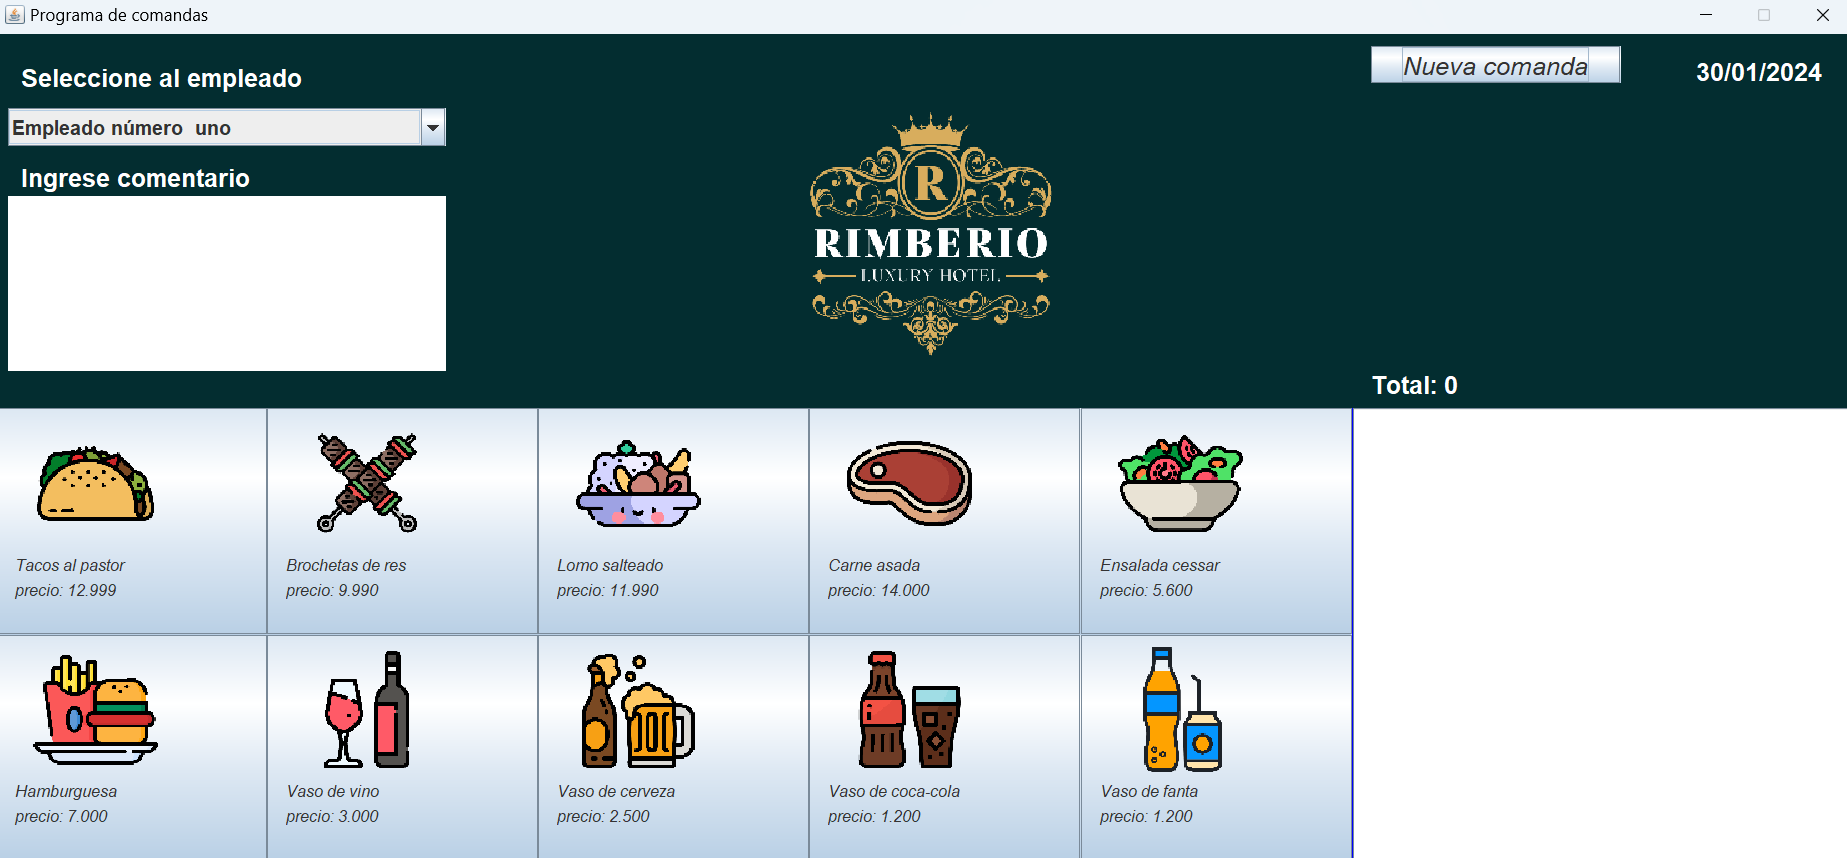 Programa de comandas
Seleccione al empleado
Nueva comanda
30/01/2024
Empleado número  uno
Ingrese comentario
R
RIMBERIO
LUXURY HOTEL
Total: 0
Tacos al pastor
precio: 12.999
Brochetas de res
precio: 9.990
Lomo salteado
precio: 11.990
Carne asada
precio: 14.000
Ensalada cessar
precio: 5.600
Hamburguesa
precio: 7.000
Vaso de vino
precio: 3.000
Vaso de cerveza
precio: 2.500
Vaso de coca-cola
precio: 1.200
Vaso de fanta
precio: 1.200